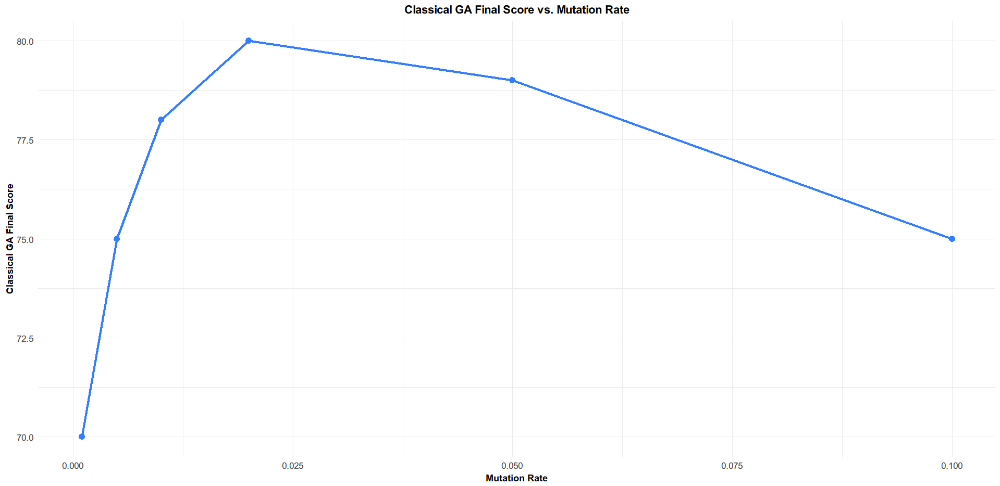 Classical GA Final Score vs. Mutation Rate
80.0
77.5
75.0
72.5
70.0
Classical GA Final Score
0.000 0.025 0.050 0.075 0.100
Mutation Rate